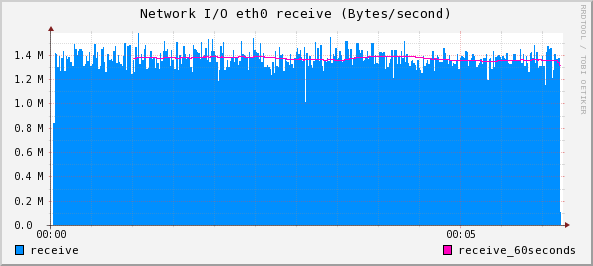 Network I/O eth0 receive (Bytes/second)
RRDTOOL / TOBI OETIKER
1.4 M
1.2 M
1.0 M
0.8 M
0.6 M
0.4 M
0.2 M
0.0
00:00
00:05
receive
receive_60seconds